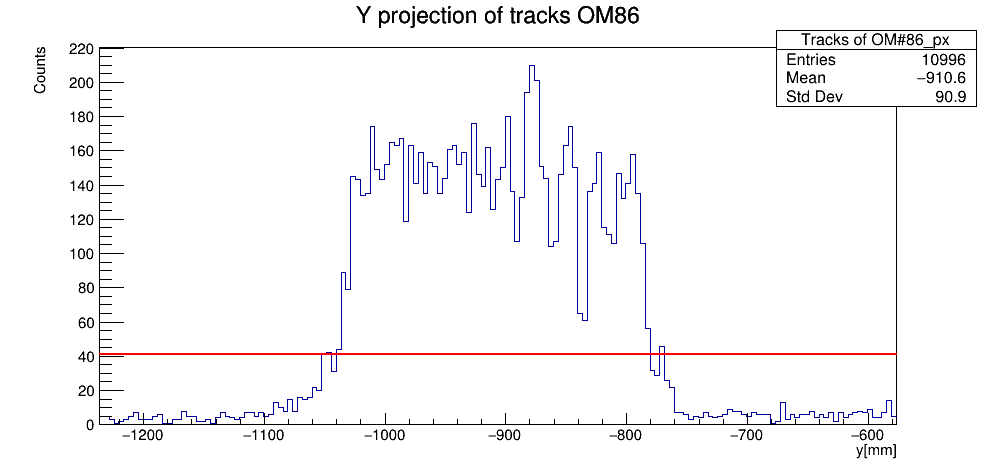 Y projection of tracks OM86
Tracks of OM#86_px
Entries 10996
Mean −910.6
Std Dev 90.9
Counts
220
200
180
160
140
120
100
80
60
40
20
0
−1200 −1100 −1000 −900 −800 −700 −600
y[mm]